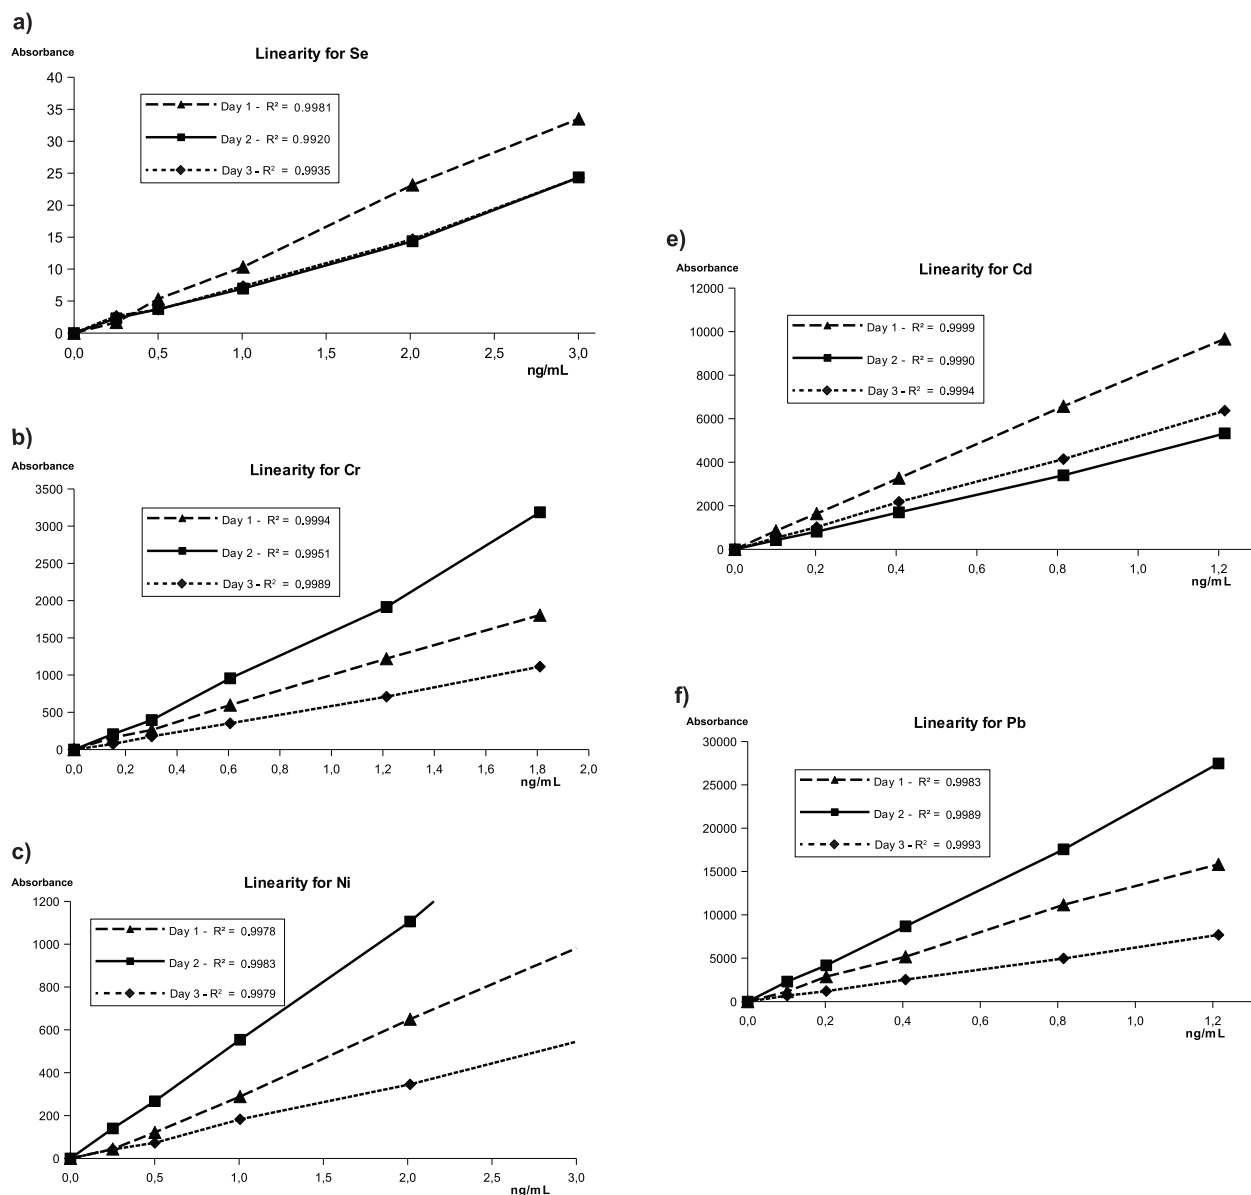 a)
Absorbance
Linearity for Se
40
35
30
25
20
15
10
5
0
Day 1 - R² = 0.9981
Day 2 - R² = 0.9920
Day 3 - R² = 0.9935
0,0 0,5 1,0 1,5 2,0 2,5 3,0
ng/mL
b)
Absorbance
Linearity for Cr
3500
3000
2500
2000
1500
1000
500
0
Day 1 - R² = 0.9994
Day 2 - R² = 0.9951
Day 3 - R² = 0.9989
0,0 0,2 0,4 0,6 0,8 1,0 1,2 1,4 1,6 1,8 2,0
ng/mL
c)
Absorbance
Linearity for Ni
1200
1000
800
600
400
200
0
Day 1 - R² = 0.9978
Day 2 - R² = 0.9983
Day 3 - R² = 0.9979
0,0 0,5 1,0 1,5 2,0 2,5 3,0
ng/mL
e)
Absorbance
Linearity for Cd
12000
10000
8000
6000
4000
2000
0
Day 1 - R² = 0.9999
Day 2 - R² = 0.9990
Day 3 - R² = 0.9994
0,0 0,2 0,4 0,6 0,8 1,0 1,2
ng/mL
f)
Absorbance
Linearity for Pb
30000
25000
20000
15000
10000
5000
0
Day 1 - R² = 0.9983
Day 2 - R² = 0.9989
Day 3 - R² = 0.9993
0,0 0,2 0,4 0,6 0,8 1,0 1,2
ng/mL